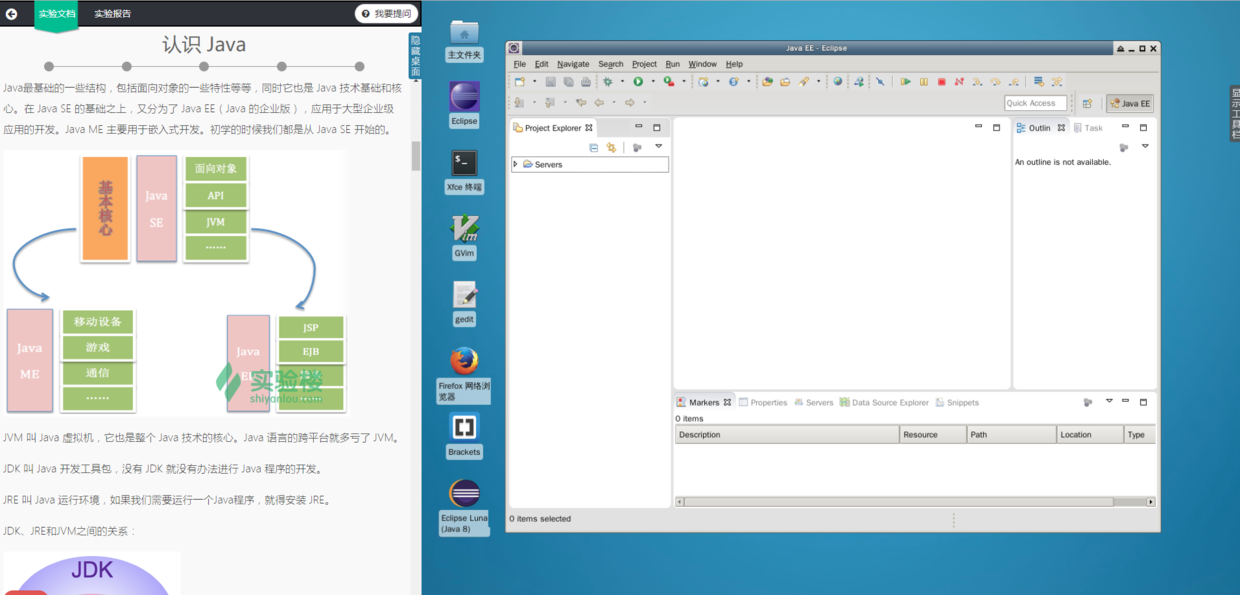 实验文档
实验报告
我要提问
认识 Java
隐藏桌面
Java最基础的一些结构，包括面向对象的一些特性等等，同时它也是 Java 技术基础和核
心。在 Java SE 的基础之上，又分为了 Java EE（Java 的企业版），应用于大型企业级
应用的开发。Java ME 主要用于嵌入式开发。初学的时候我们都是从 Java SE 开始的。
基本核心
Java
SE
面向对象
API
JVM
……
Java
ME
移动设备
游戏
通信
……
Java
JSP
EJB
实验楼
shiyanlou.com
JVM 叫 Java 虚拟机，它也是整个 Java 技术的核心。Java 语言的跨平台就多亏了 JVM。
JDK 叫 Java 开发工具包，没有 JDK 就没有办法进行 Java 程序的开发。
JRE 叫 Java 运行环境，如果我们需要运行一个Java程序，就得安装 JRE。
JDK、JRE和JVM之间的关系：
JDK
主文件夹
Eclipse
Xfce 终端
GVim
gedit
Firefox 网络浏
览器
Brackets
Eclipse Luna
(Java 8)
Java EE - Eclipse
File Edit Navigate Search Project Run Window Help
Quick Access
Java EE
Project Explorer
Servers
Outlin
Task
An outline is not available.
Markers
Properties
Servers
Data Source Explorer
Snippets
0 items
Description
Resource
Path
Location
Type
0 items selected
显示工具栏